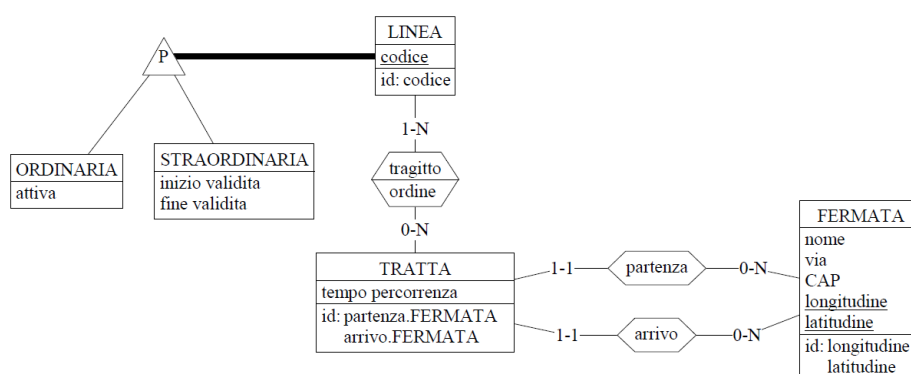 LINEA
codice
id: codice
P
ORDINARIA
attiva
STRAORDINARIA
inizio validita
fine validita
1-N
tragitto
ordine
0-N
TRATTA
tempo percorrenza
id: partenza.FERMATA
arrivo.FERMATA
1-1
partenza
0-N
1-1
arrivo
0-N
FERMATA
nome
via
CAP
longitudine
latitudine
id: longitudine
latitudine